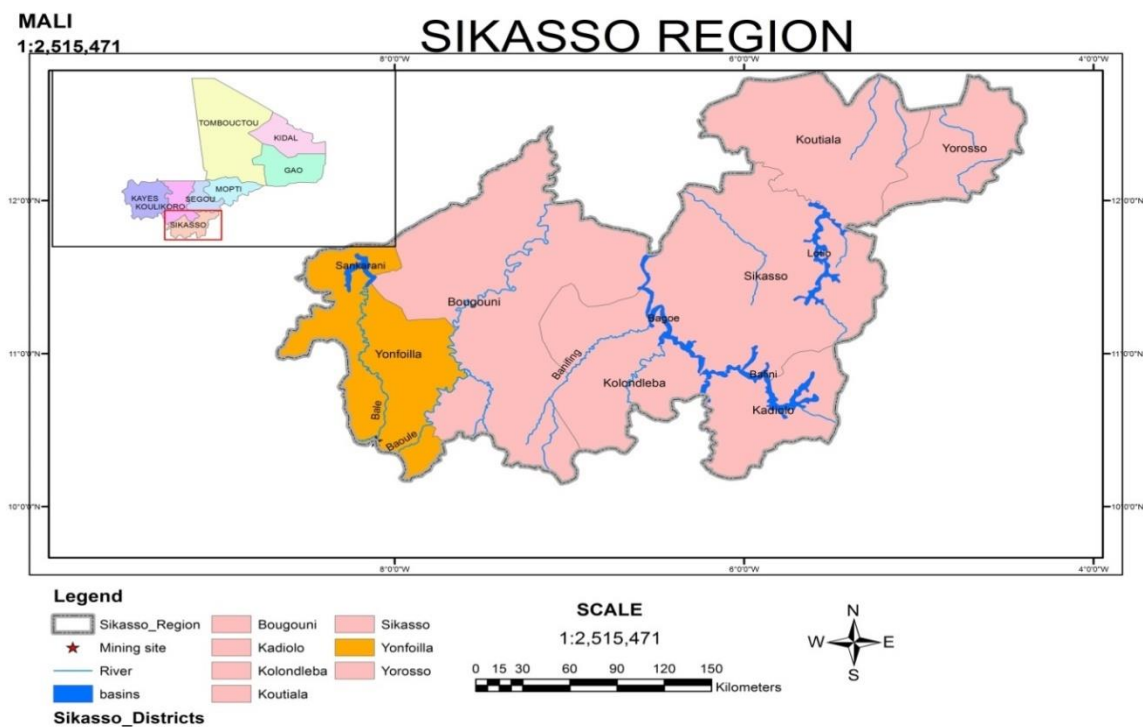 MALI
1:2,515,471
SIKASSO REGION
8°0'0"W
6°0'0"W
4°0'0"W
TOMBOUCTOU
KIDAL
GAO
MOPTI
SEGOU
KAYES
KOULIKORO
SIKASSO
Koutiala
Yorosso
12°0'0"N
12°0'0"N
Sankarani
Lotio
Sikasso
Bougouni
Bagoe
11°0'0"N
11°0'0"N
Yonfoilla
Banifing
Kolondleba
Bafini
Kadiolo
Bale
Baoule
10°0'0"N
10°0'0"N
8°0'0"W
6°0'0"W
4°0'0"W
Legend
Sikasso_Region
Mining site
River
basins
Sikasso_Districts
Bougouni
Kadiolo
Kolondleba
Koutiala
Sikasso
Yonfoilla
Yorosso
SCALE
1:2,515,471
0 15 30 60 90 120 150
Kilometers
N
W E
S